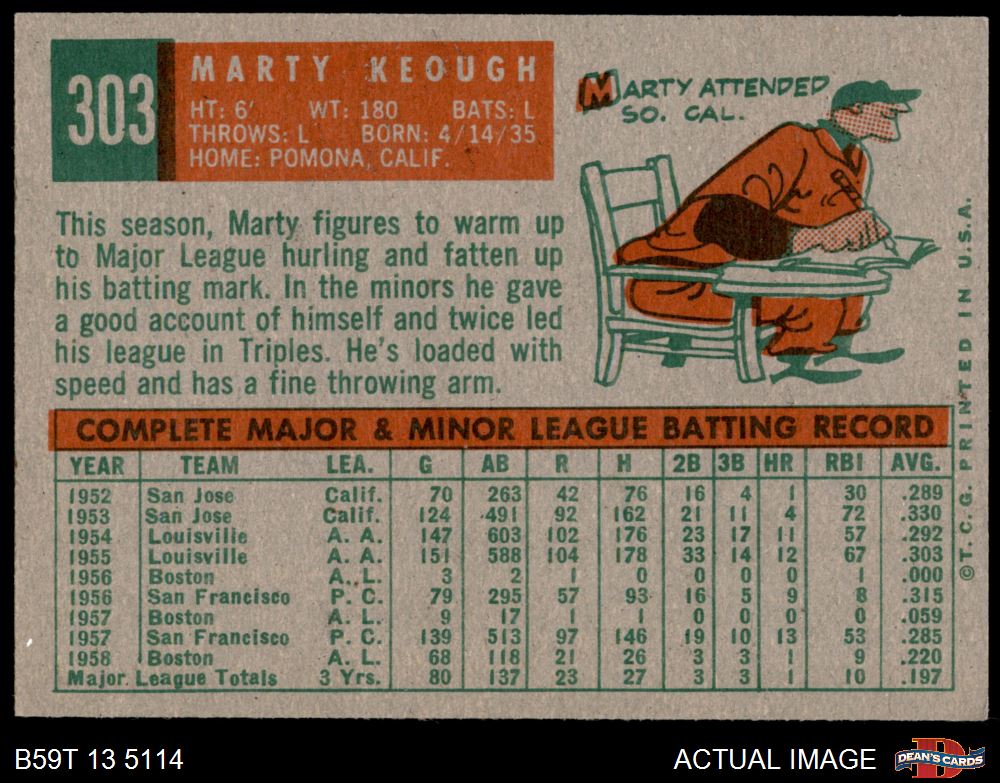 303
MARTY KEOUGH
HT: 6' WT: 180 BATS: L
THROWS: L BORN: 4/14/35
HOME: POMONA, CALIF.
MARTY ATTENDED
SO. CAL.
This season, Marty figures to warm up
to Major League hurling and fatten up
his batting mark. In the minors he gave
a good account of himself and twice led
his league in Triples. He's loaded with
speed and has a fine throwing arm.
COMPLETE MAJOR & MINOR LEAGUE BATTING RECORD
YEAR TEAM LEA. G AB R H 2B 3B HR RBI AVG.
1952 San Jose Calif. 70 263 42 76 16 4 1 30 .289
1953 San Jose Calif. 124 491 92 162 21 11 4 72 .330
1954 Louisville A. A. 147 603 102 176 23 17 11 57 .292
1955 Louisville A. A. 151 588 104 178 33 14 12 67 .303
1956 Boston A. L. 3 2 1 0 0 0 0 1 .000
1956 San Francisco P. C. 79 295 57 93 16 5 9 8 .315
1957 Boston A. L. 9 17 1 1 0 0 0 0 .059
1957 San Francisco P. C. 139 513 97 146 19 10 13 53 .285
1958 Boston A. L. 68 118 21 26 3 3 1 9 .220
Major League Totals 3 Yrs. 80 137 23 27 3 3 1 10 .197
©T.C.G. PRINTED IN U.S.A.
B59T 13 5114
ACTUAL IMAGE
D
DEAN'S CARDS